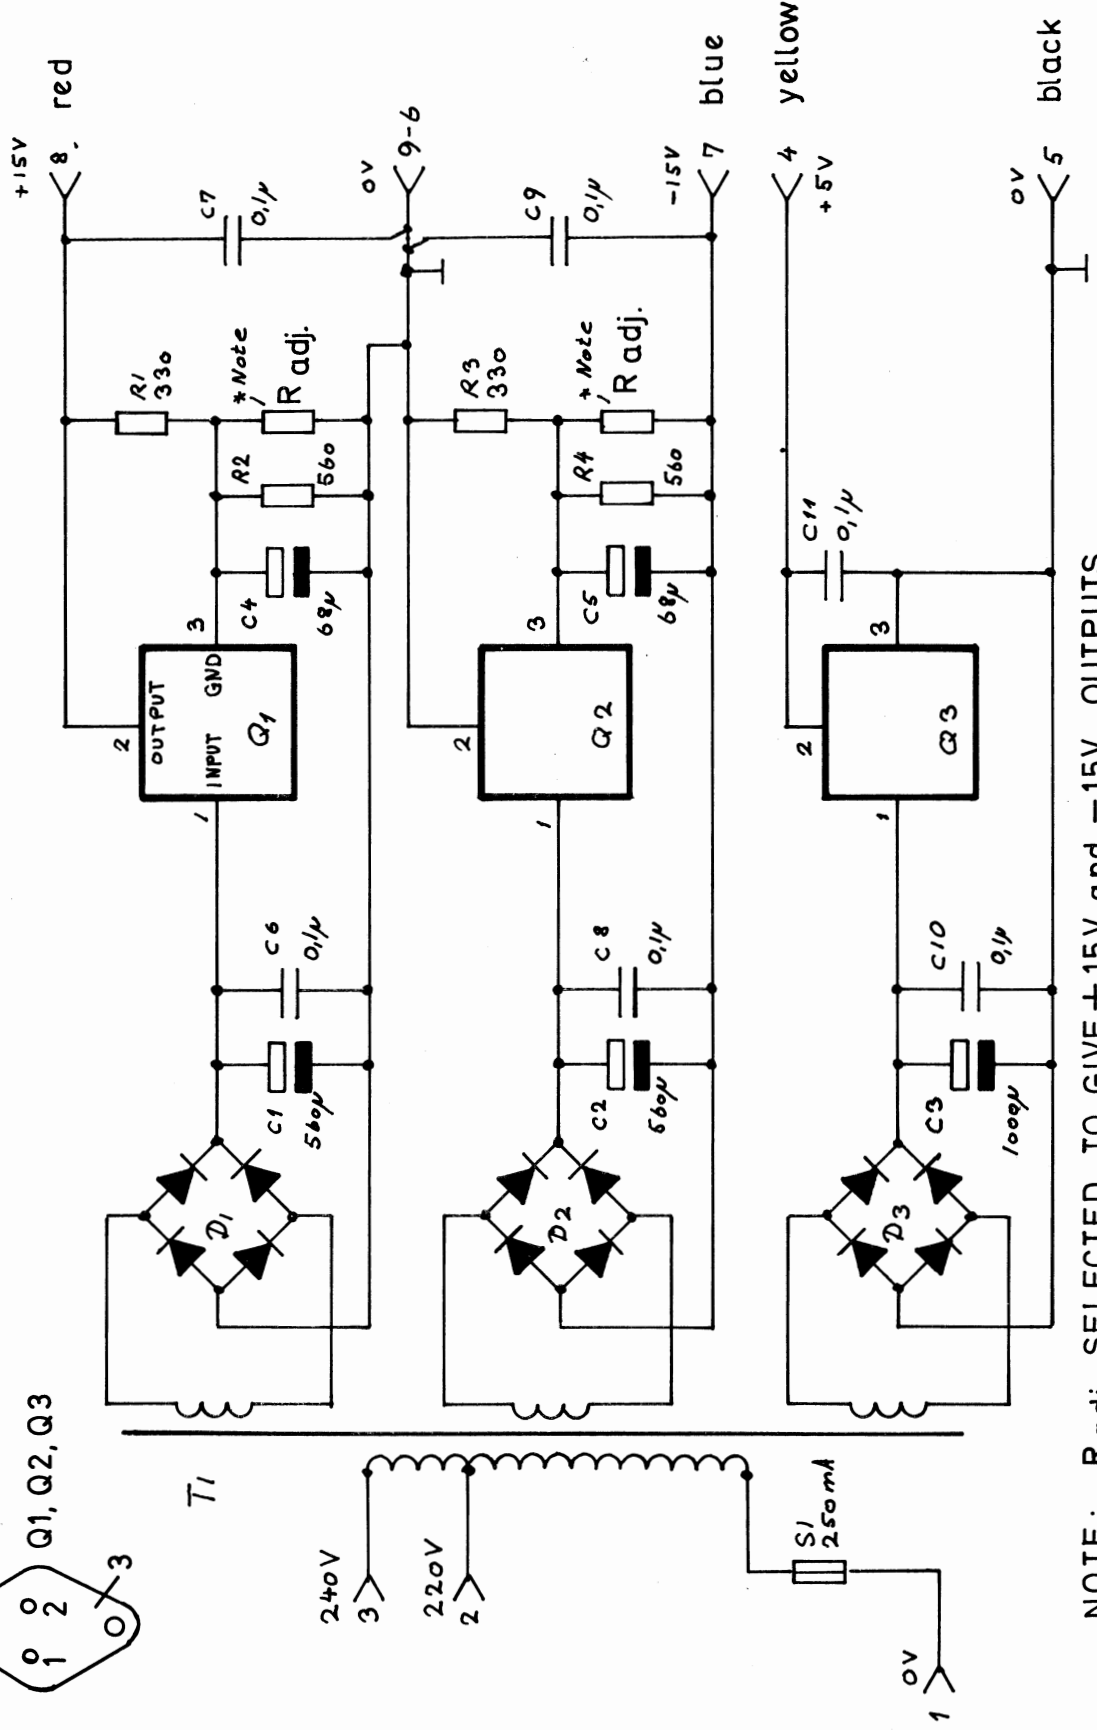 Q1, Q2, Q3
1 2
3
T1
240V
3
220V
2
S1
250mA
0V
1
D1
C1
560µ
C6
0,1µ
1
OUTPUT
INPUT GND
Q1
2
3
C4
68µ
R2
560
R1
330
*Note
R adj.
C7
0,1µ
+15V
8. red
0V
9-6
D2
C2
560µ
C8
0,1µ
1
Q2
2
3
C5
68µ
R4
560
R3
330
*Note
R adj.
C9
0,1µ
-15V
7 blue
D3
C3
1000µ
C10
0,1µ
1
Q3
2
3
C11
0,1µ
4 yellow
+5V
0V
5 black
NOTE: R adj. SELECTED TO GIVE +15V and -15V OUTPUTS